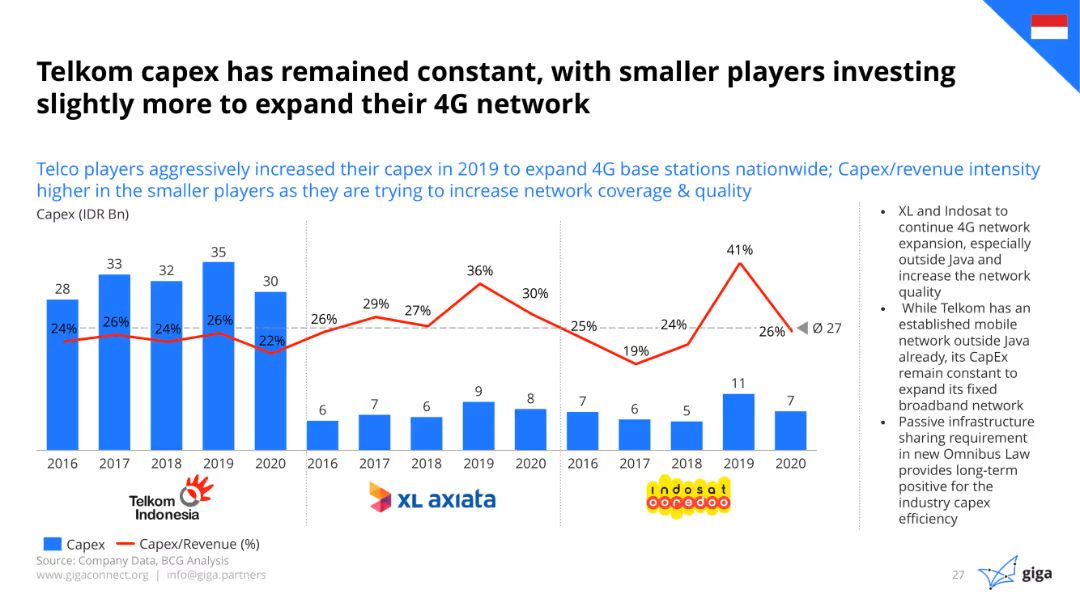 Telkom capex has remained constant, with smaller players investing
slightly more to expand their 4G network
Telco players aggressively increased their capex in 2019 to expand 4G base stations nationwide; Capex/revenue intensity
higher in the smaller players as they are trying to increase network coverage & quality
Capex (IDR Bn)
28
33
32
35
30
24%
26%
24%
26%
22%
2016
2017
2018
2019
2020
Telkom
Indonesia
26%
29%
27%
36%
30%
6
7
6
9
8
2016
2017
2018
2019
2020
XL axiata
25%
19%
24%
41%
26%
Ø 27
7
6
5
11
7
2016
2017
2018
2019
2020
indosat
ooredoo
Capex
Capex/Revenue (%)
• XL and Indosat to
continue 4G network
expansion, especially
outside Java and
increase the network
quality
• While Telkom has an
established mobile
network outside Java
already, its CapEx
remain constant to
expand its fixed
broadband network
• Passive infrastructure
sharing requirement
in new Omnibus Law
provides long-term
positive for the
industry capex
efficiency
Source: Company Data, BCG Analysis
www.gigaconnect.org | info@giga.partners
27
giga